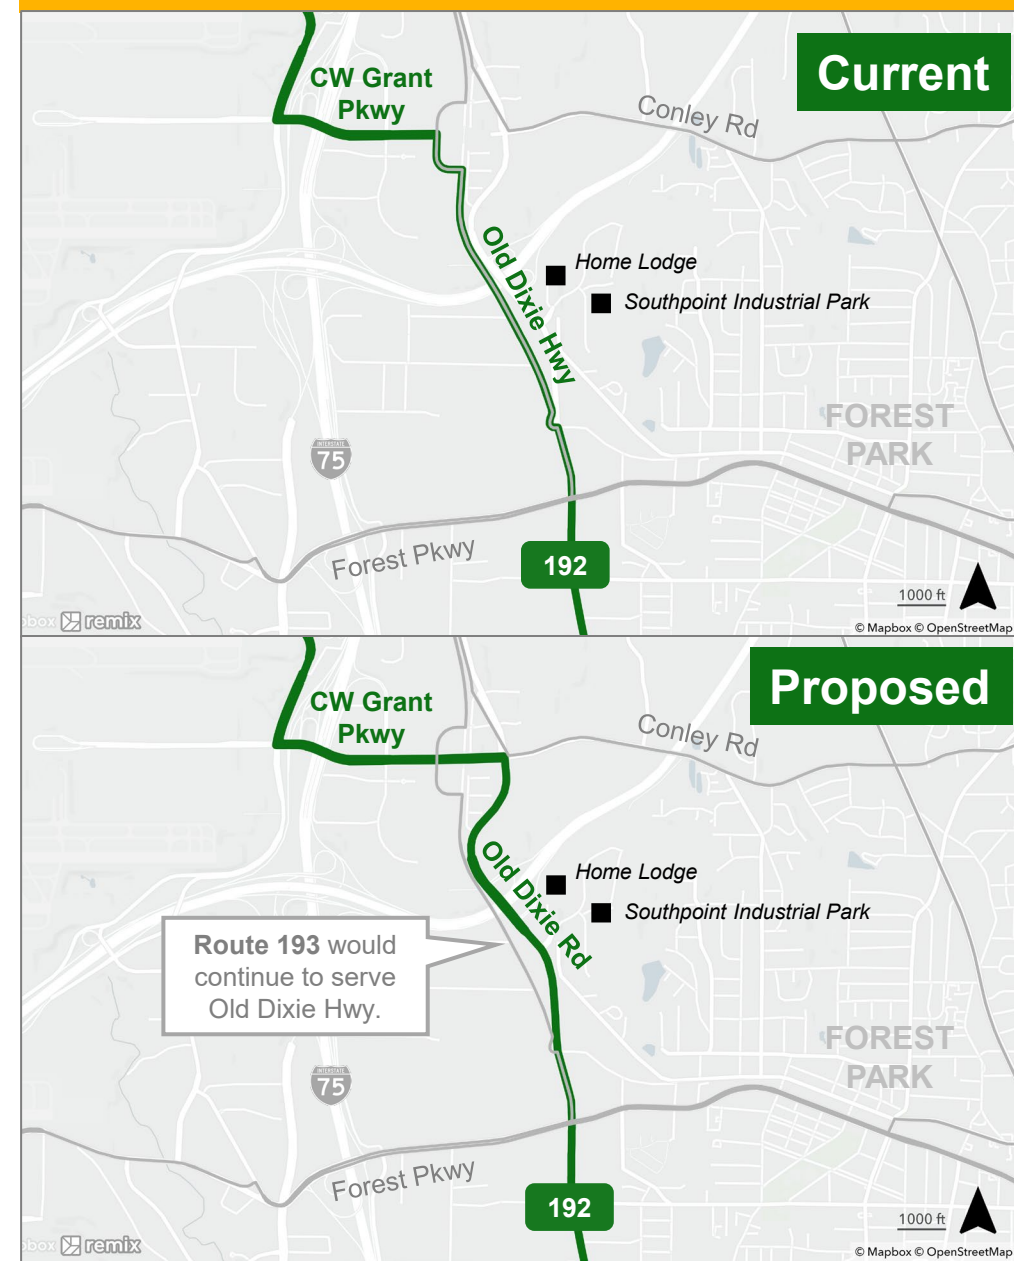 Current
CW Grant
Pkwy
Conley Rd
Old Dixie Hwy
Home Lodge
Southpoint Industrial Park
FOREST
PARK
INTERSTATE
75
Forest Pkwy
192
1000 ft
remix
© Mapbox © OpenStreetMap
Proposed
CW Grant
Pkwy
Conley Rd
Old Dixie Rd
Home Lodge
Southpoint Industrial Park
Route 193 would
continue to serve
Old Dixie Hwy.
FOREST
PARK
INTERSTATE
75
Forest Pkwy
192
1000 ft
remix
© Mapbox © OpenStreetMap